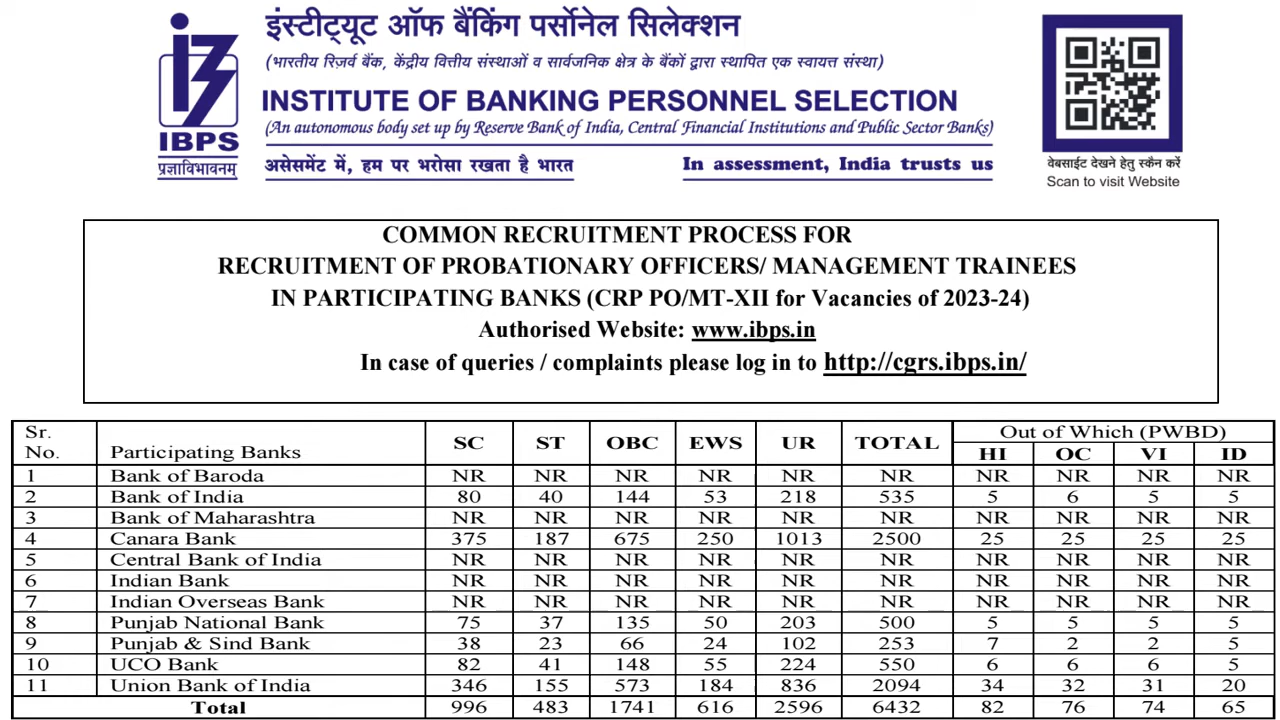 इंस्टीट्यूट ऑफ बैंकिंग पर्सोनेल सिलेक्शन
(भारतीय रिज़र्व बैंक, केंद्रीय वित्तीय संस्थाओं व सार्वजनिक क्षेत्र के बैंकों द्वारा स्थापित एक स्वायत्त संस्था)
INSTITUTE OF BANKING PERSONNEL SELECTION
(An autonomous body set up by Reserve Bank of India, Central Financial Institutions and Public Sector Banks)
IBPS
प्रज्ञाविभावनम्
असेसमेंट में, हम पर भरोसा रखता है भारत In assessment, India trusts us
वेबसाईट देखने हेतु स्कैन करें
Scan to visit Website
COMMON RECRUITMENT PROCESS FOR
RECRUITMENT OF PROBATIONARY OFFICERS/ MANAGEMENT TRAINEES
IN PARTICIPATING BANKS (CRP PO/MT-XII for Vacancies of 2023-24)
Authorised Website: www.ibps.in
In case of queries / complaints please log in to http://cgrs.ibps.in/
Sr. No. Participating Banks SC ST OBC EWS UR TOTAL Out of Which (PWBD)
HI OC VI ID
1 Bank of Baroda NR NR NR NR NR NR NR NR NR NR
2 Bank of India 80 40 144 53 218 535 5 6 5 5
3 Bank of Maharashtra NR NR NR NR NR NR NR NR NR NR
4 Canara Bank 375 187 675 250 1013 2500 25 25 25 25
5 Central Bank of India NR NR NR NR NR NR NR NR NR NR
6 Indian Bank NR NR NR NR NR NR NR NR NR NR
7 Indian Overseas Bank NR NR NR NR NR NR NR NR NR NR
8 Punjab National Bank 75 37 135 50 203 500 5 5 5 5
9 Punjab & Sind Bank 38 23 66 24 102 253 7 2 2 5
10 UCO Bank 82 41 148 55 224 550 6 6 6 5
11 Union Bank of India 346 155 573 184 836 2094 34 32 31 20
Total 996 483 1741 616 2596 6432 82 76 74 65